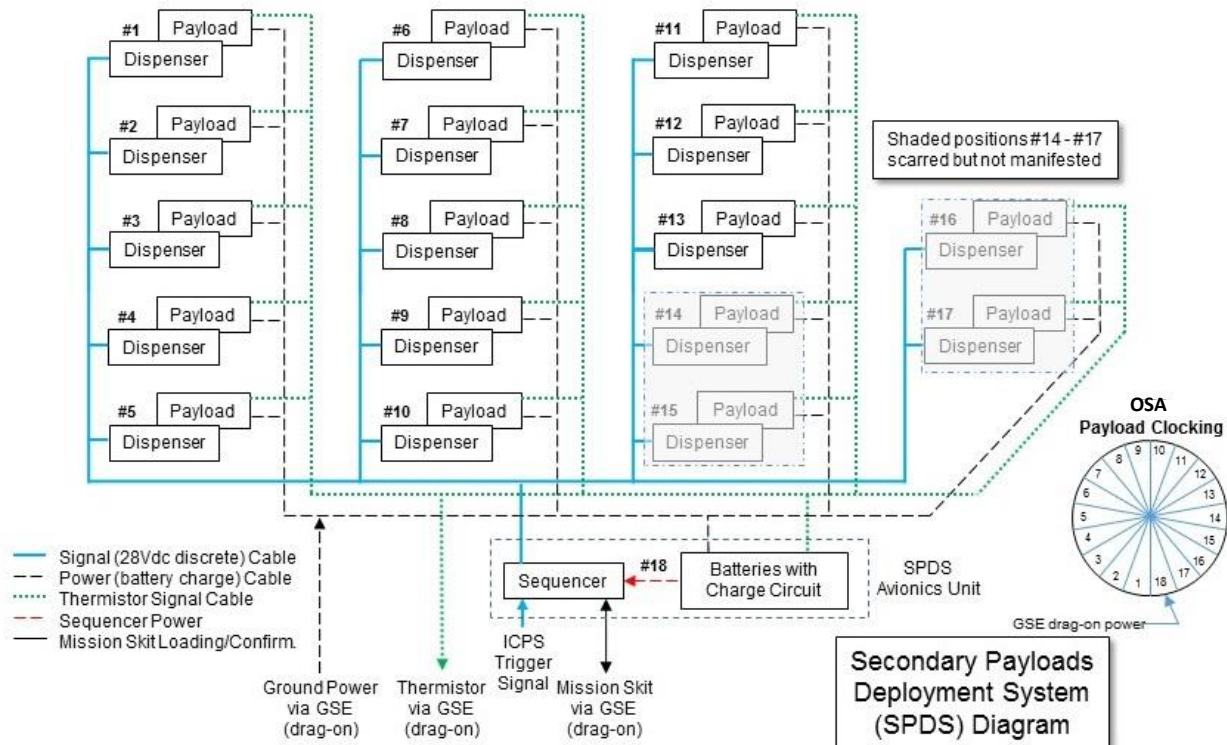 #1
Payload
Dispenser
#2
Payload
Dispenser
#3
Payload
Dispenser
#4
Payload
Dispenser
#5
Payload
Dispenser
#6
Payload
Dispenser
#7
Payload
Dispenser
#8
Payload
Dispenser
#9
Payload
Dispenser
#10
Payload
Dispenser
#11
Payload
Dispenser
#12
Payload
Dispenser
#13
Payload
Dispenser
#14
Payload
Dispenser
#15
Payload
Dispenser
Shaded positions #14 - #17
scarred but not manifested
#16
Payload
Dispenser
#17
Payload
Dispenser
OSA
Payload Clocking
9
10
8
11
7
12
6
13
5
14
4
15
3
16
2
17
1
18
GSE drag-on power
Signal (28Vdc discrete) Cable
Power (battery charge) Cable
Thermistor Signal Cable
Sequencer Power
Mission Skit Loading/Confirm.
Sequencer
#18
Batteries with
Charge Circuit
SPDS
Avionics Unit
Ground Power
via GSE
(drag-on)
Thermistor
via GSE
(drag-on)
ICPS
Trigger
Signal
Mission Skit
via GSE
(drag-on)
Secondary Payloads
Deployment System
(SPDS) Diagram